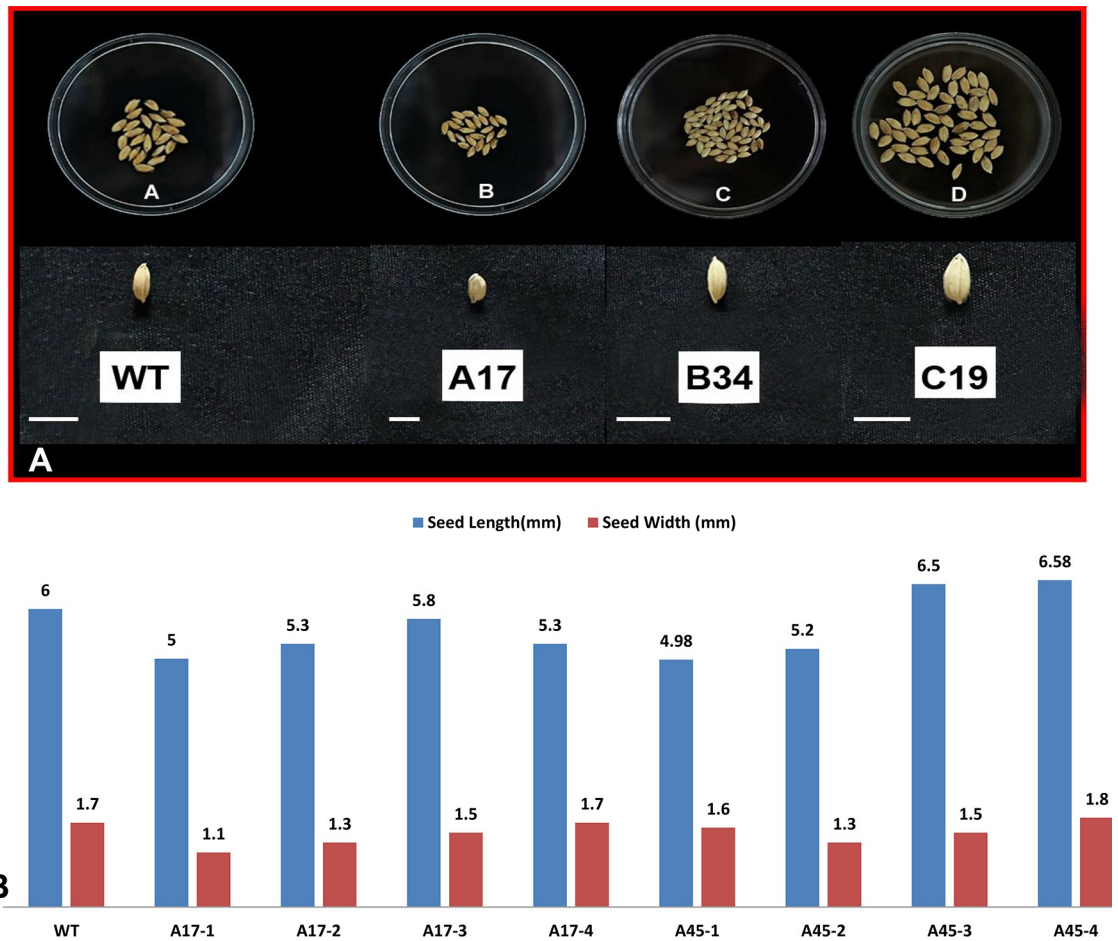 A B C D
WT A17 B34 C19
A
Seed Length(mm) Seed Width (mm)
6 1.7 5 1.1 5.3 1.3 5.8 1.5 5.3 1.7 4.98 1.6 5.2 1.3 6.5 1.5 6.58 1.8
B
WT A17-1 A17-2 A17-3 A17-4 A45-1 A45-2 A45-3 A45-4